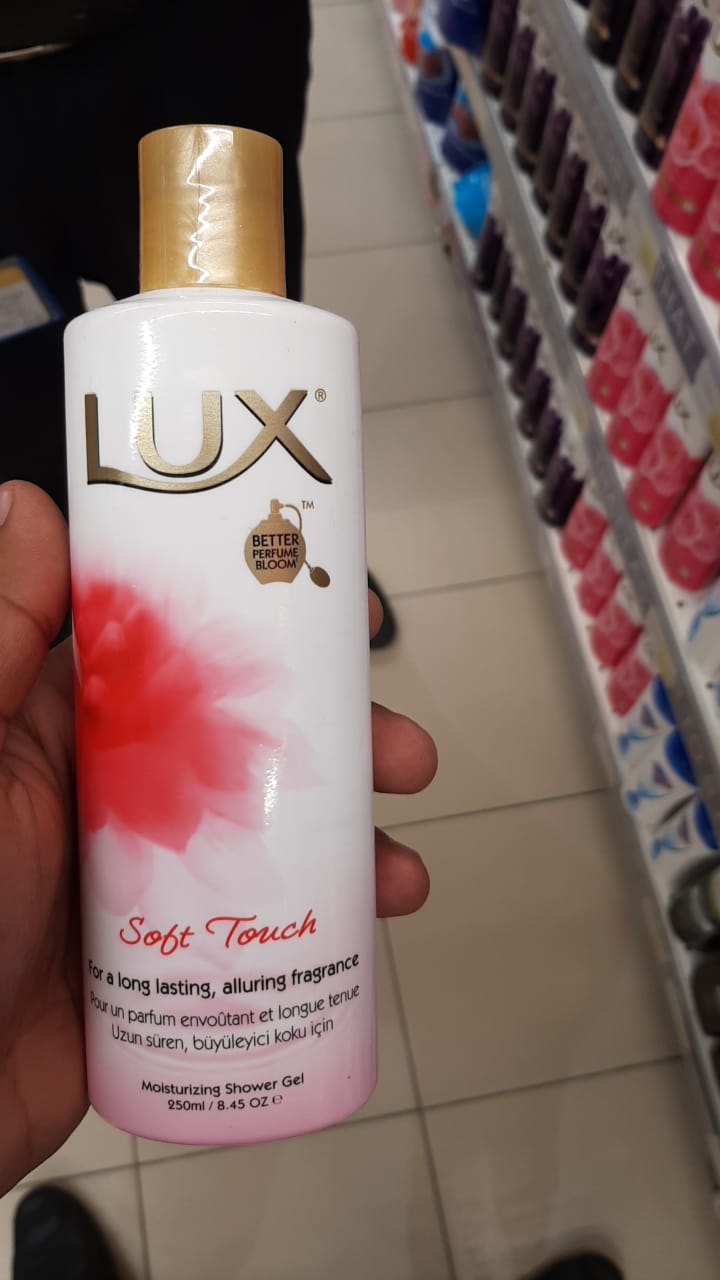 LUX®
BETTER
PERFUME
BLOOM
TM
Soft Touch
For a long lasting, alluring fragrance
Pour un parfum envoûtant et longue tenue
Uzun süren, büyüleyici koku için
Moisturizing Shower Gel
250ml / 8.45 OZ ℮